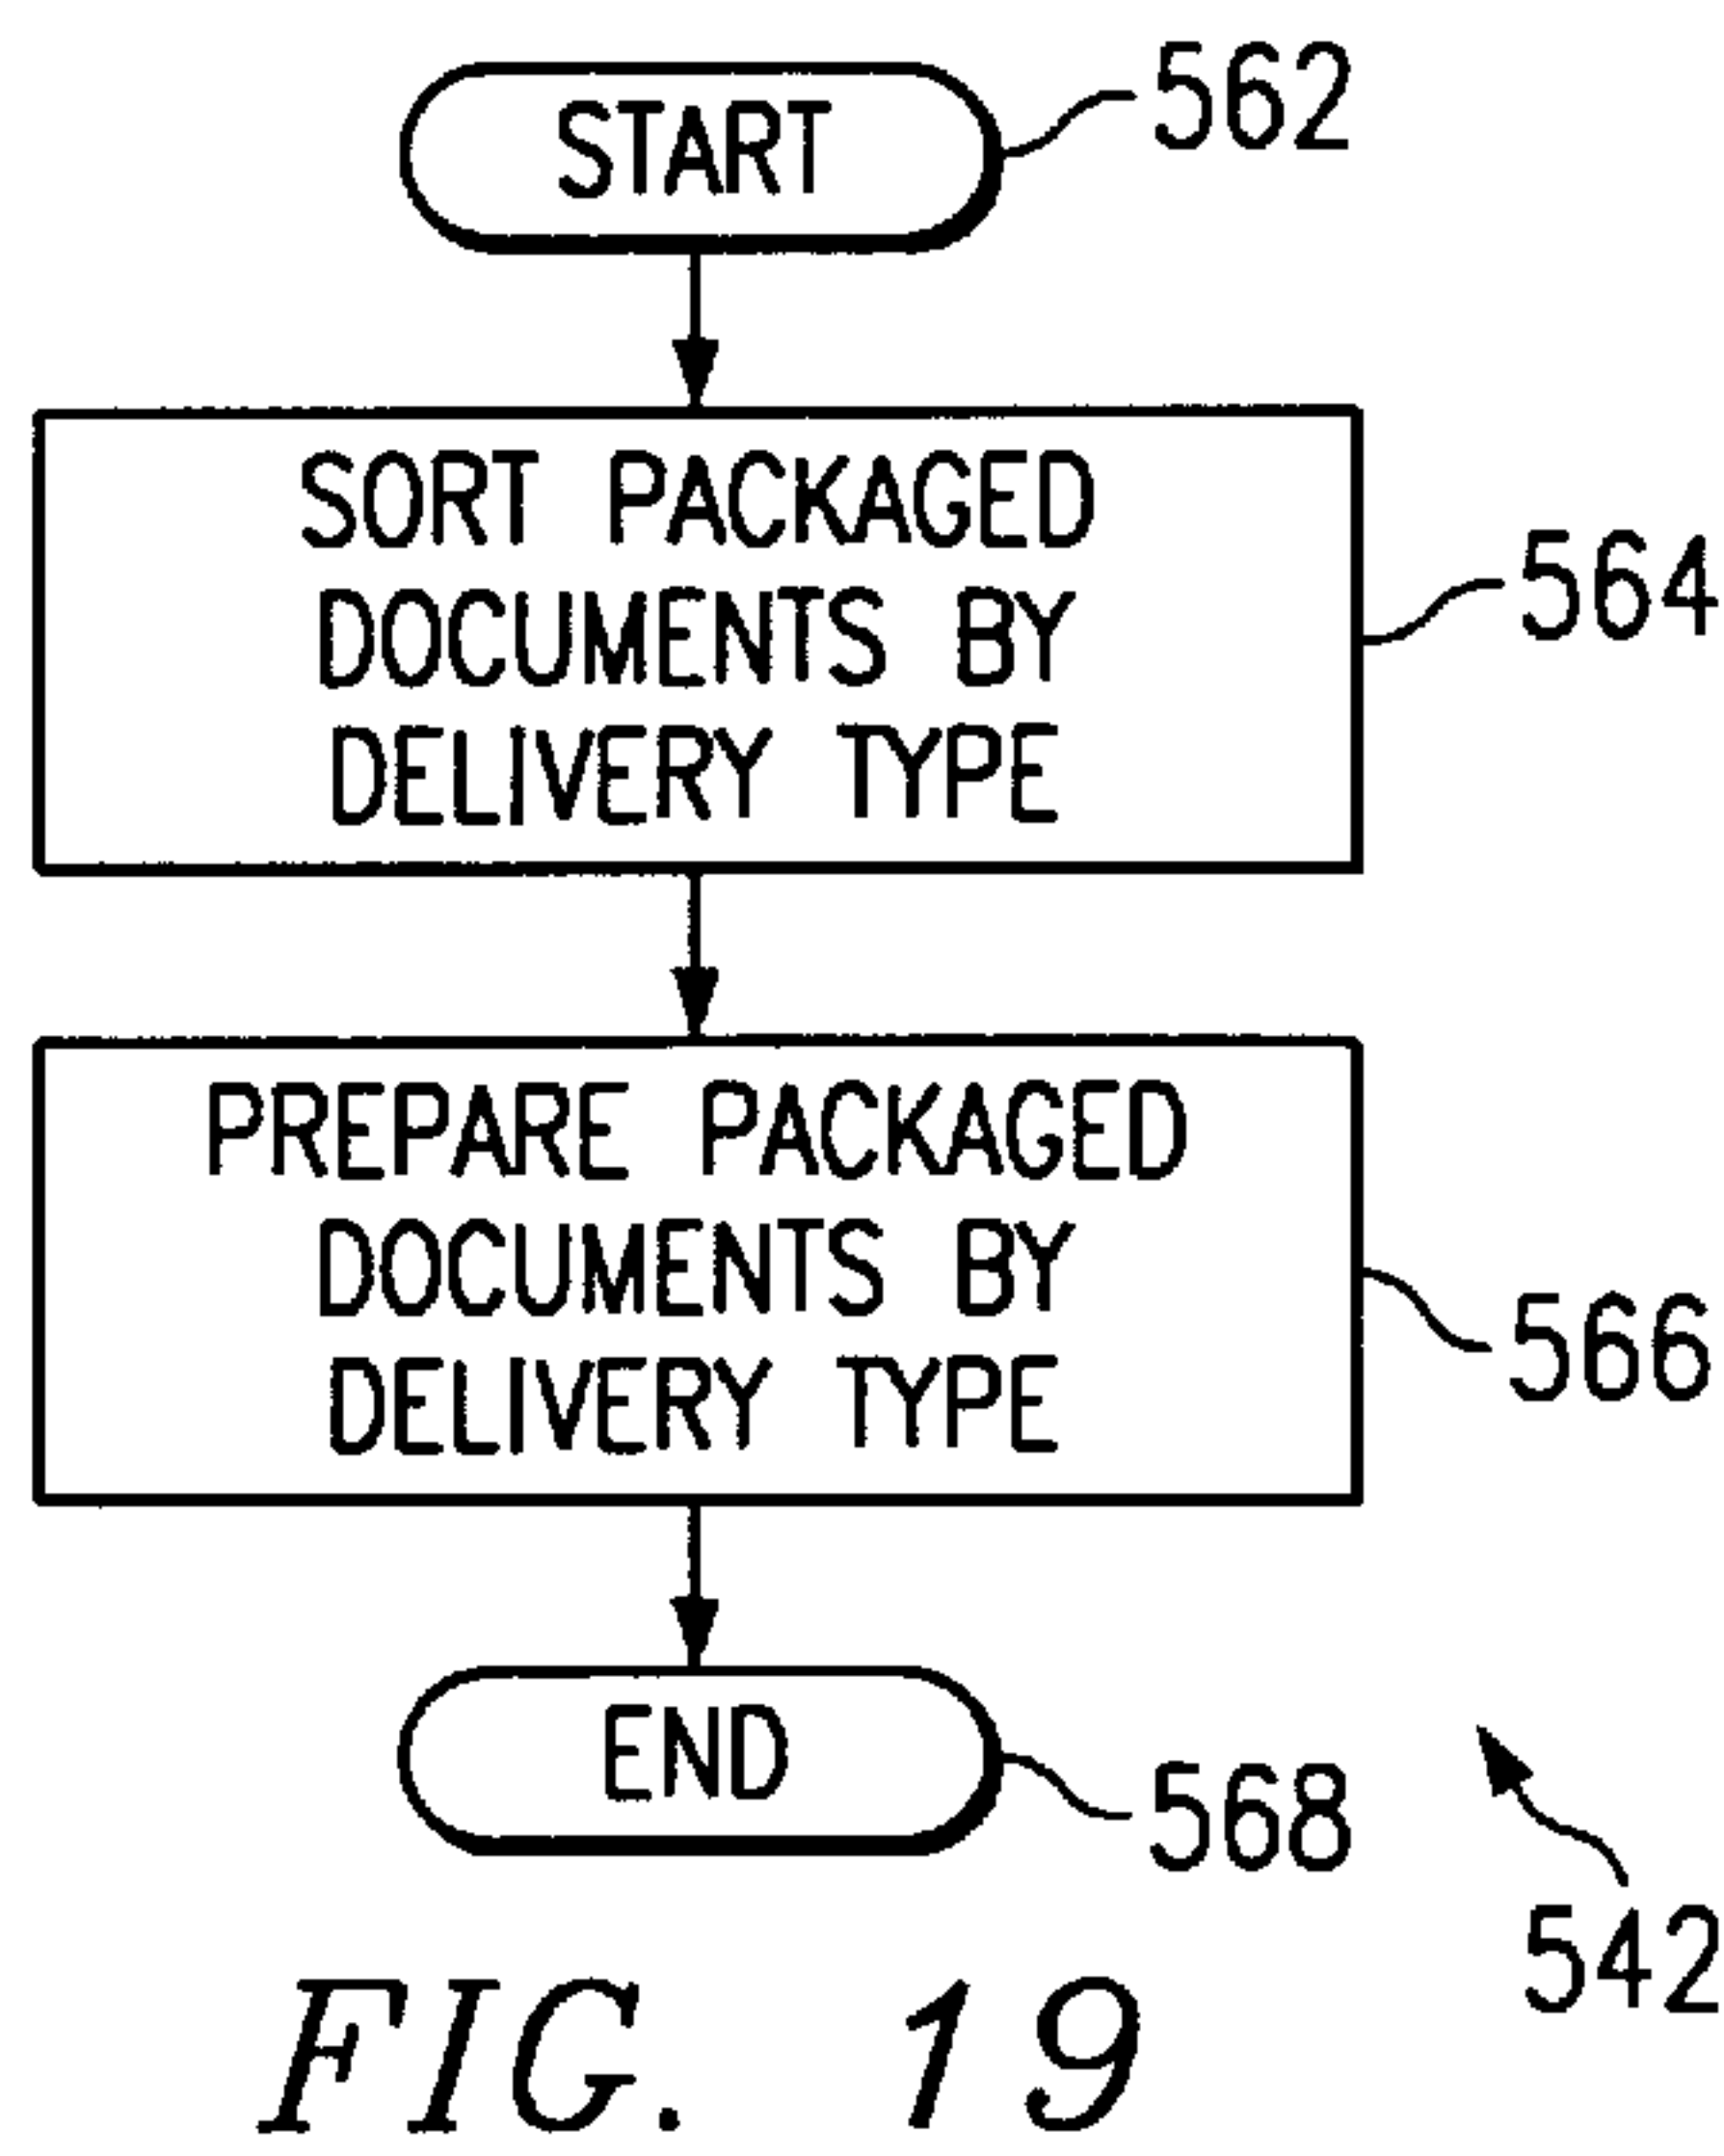 START
562
SORT PACKAGED
DOCUMENTS BY
DELIVERY TYPE
564
PREPARE PACKAGED
DOCUMENTS BY
DELIVERY TYPE
566
END
568
542
FIG. 19